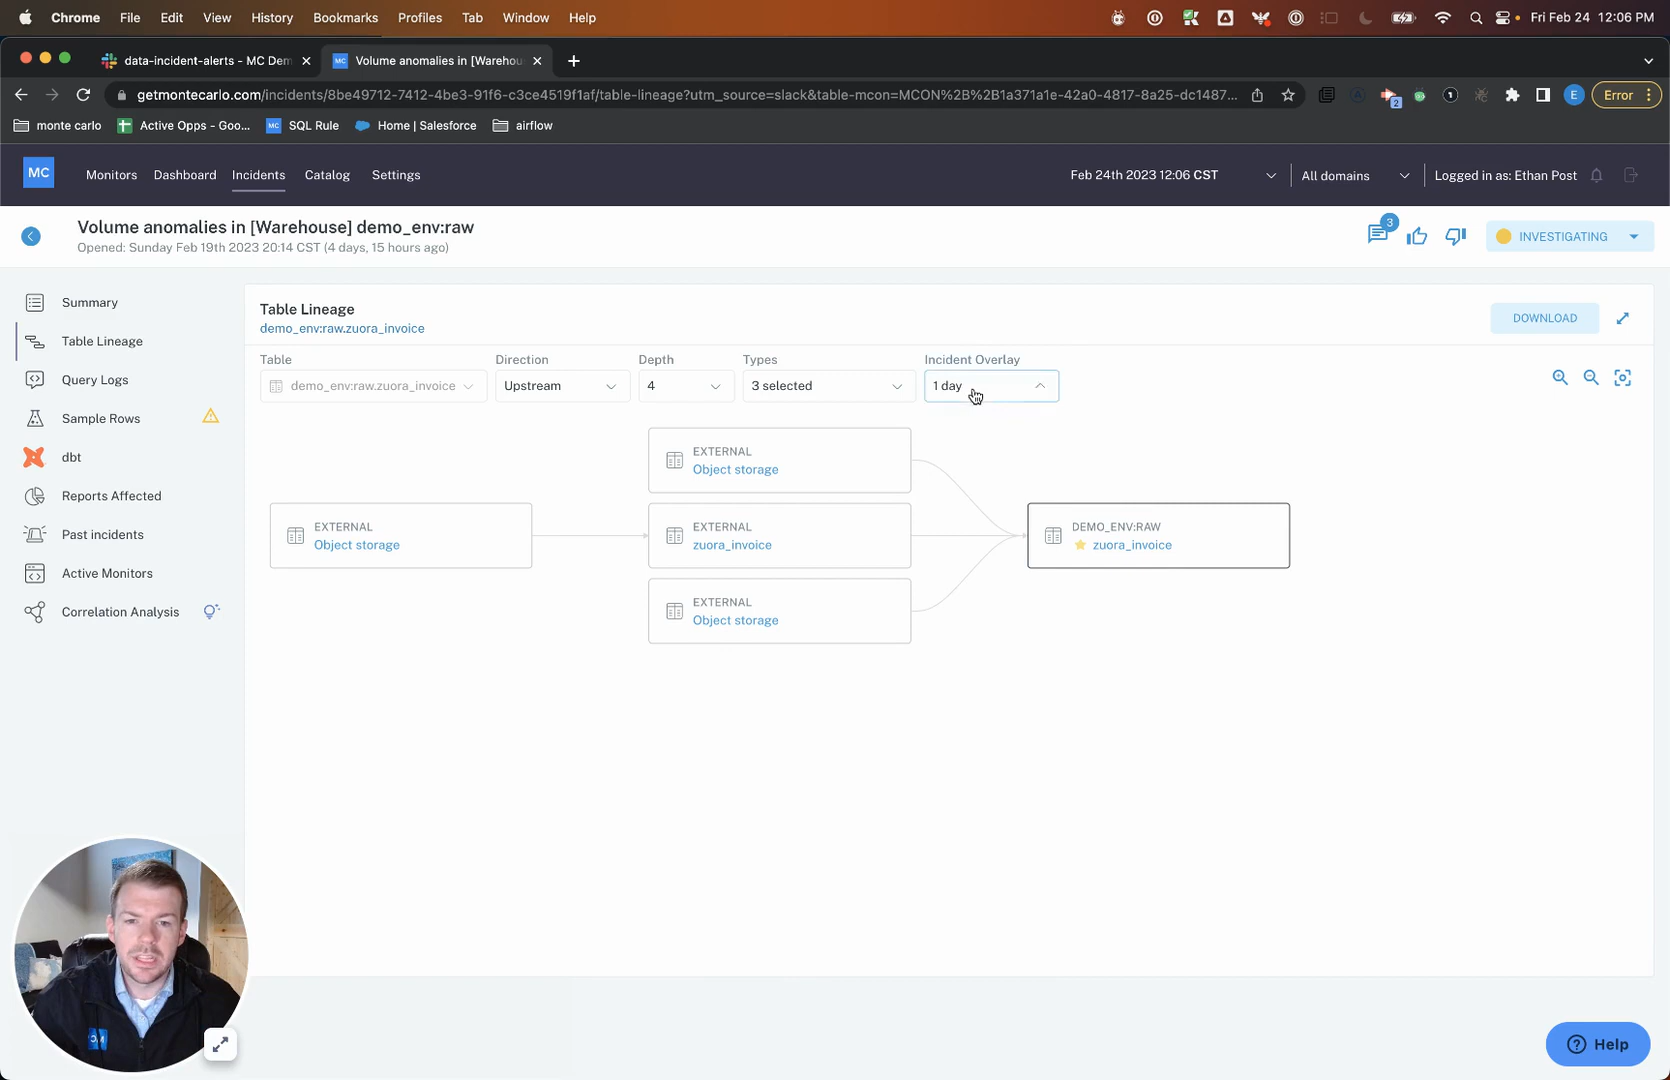 Chrome File Edit View History Bookmarks Profiles Tab Window Help Fri Feb 24 12:06 PM
data-incident-alerts - MC Dem Volume anomalies in [Warehou
getmontecarlo.com/incidents/8be49712-7412-4be3-91f6-c3ce4519f1af/table-lineage?utm_source=slack&table-mcon=MCON%2B%2B1a371a1e-42a0-4817-8a25-dc1487... E Error
monte carlo Active Opps - Goo... SQL Rule Home | Salesforce airflow
MC Monitors Dashboard Incidents Catalog Settings Feb 24th 2023 12:06 CST All domains Logged in as: Ethan Post
Volume anomalies in [Warehouse] demo_env:raw
Opened: Sunday Feb 19th 2023 20:14 CST (4 days, 15 hours ago)
3
INVESTIGATING
Summary
Table Lineage
Query Logs
Sample Rows
dbt
Reports Affected
Past incidents
Active Monitors
Correlation Analysis
Table Lineage
demo_env:raw.zuora_invoice
DOWNLOAD
Table Direction Depth Types Incident Overlay
demo_env:raw.zuora_invoice Upstream 4 3 selected 1 day
EXTERNAL
Object storage
EXTERNAL
Object storage
EXTERNAL
zuora_invoice
EXTERNAL
Object storage
DEMO_ENV:RAW
zuora_invoice
Help